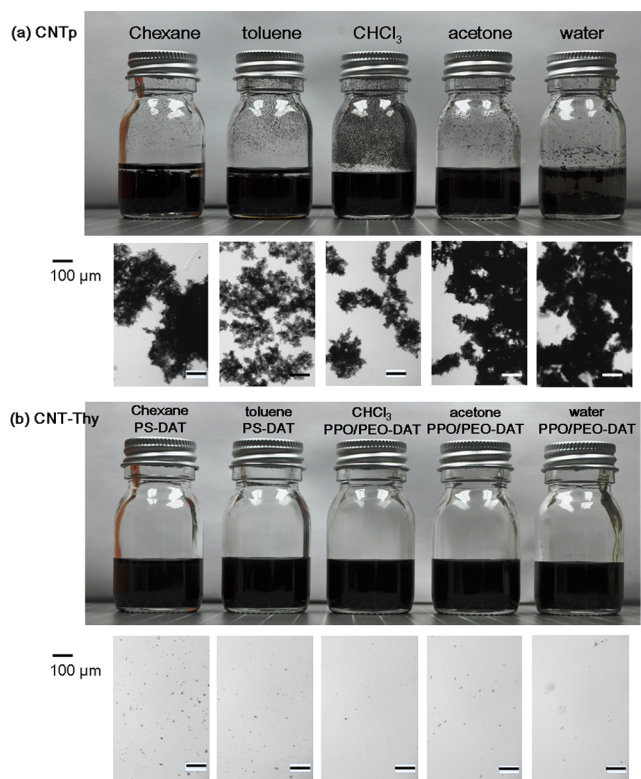 (a) CNTp
Chexane toluene CHCl₃ acetone water
100 µm
(b) CNT-Thy
Chexane toluene CHCl₃ acetone water
PS-DAT PS-DAT PPO/PEO-DAT PPO/PEO-DAT PPO/PEO-DAT
100 µm